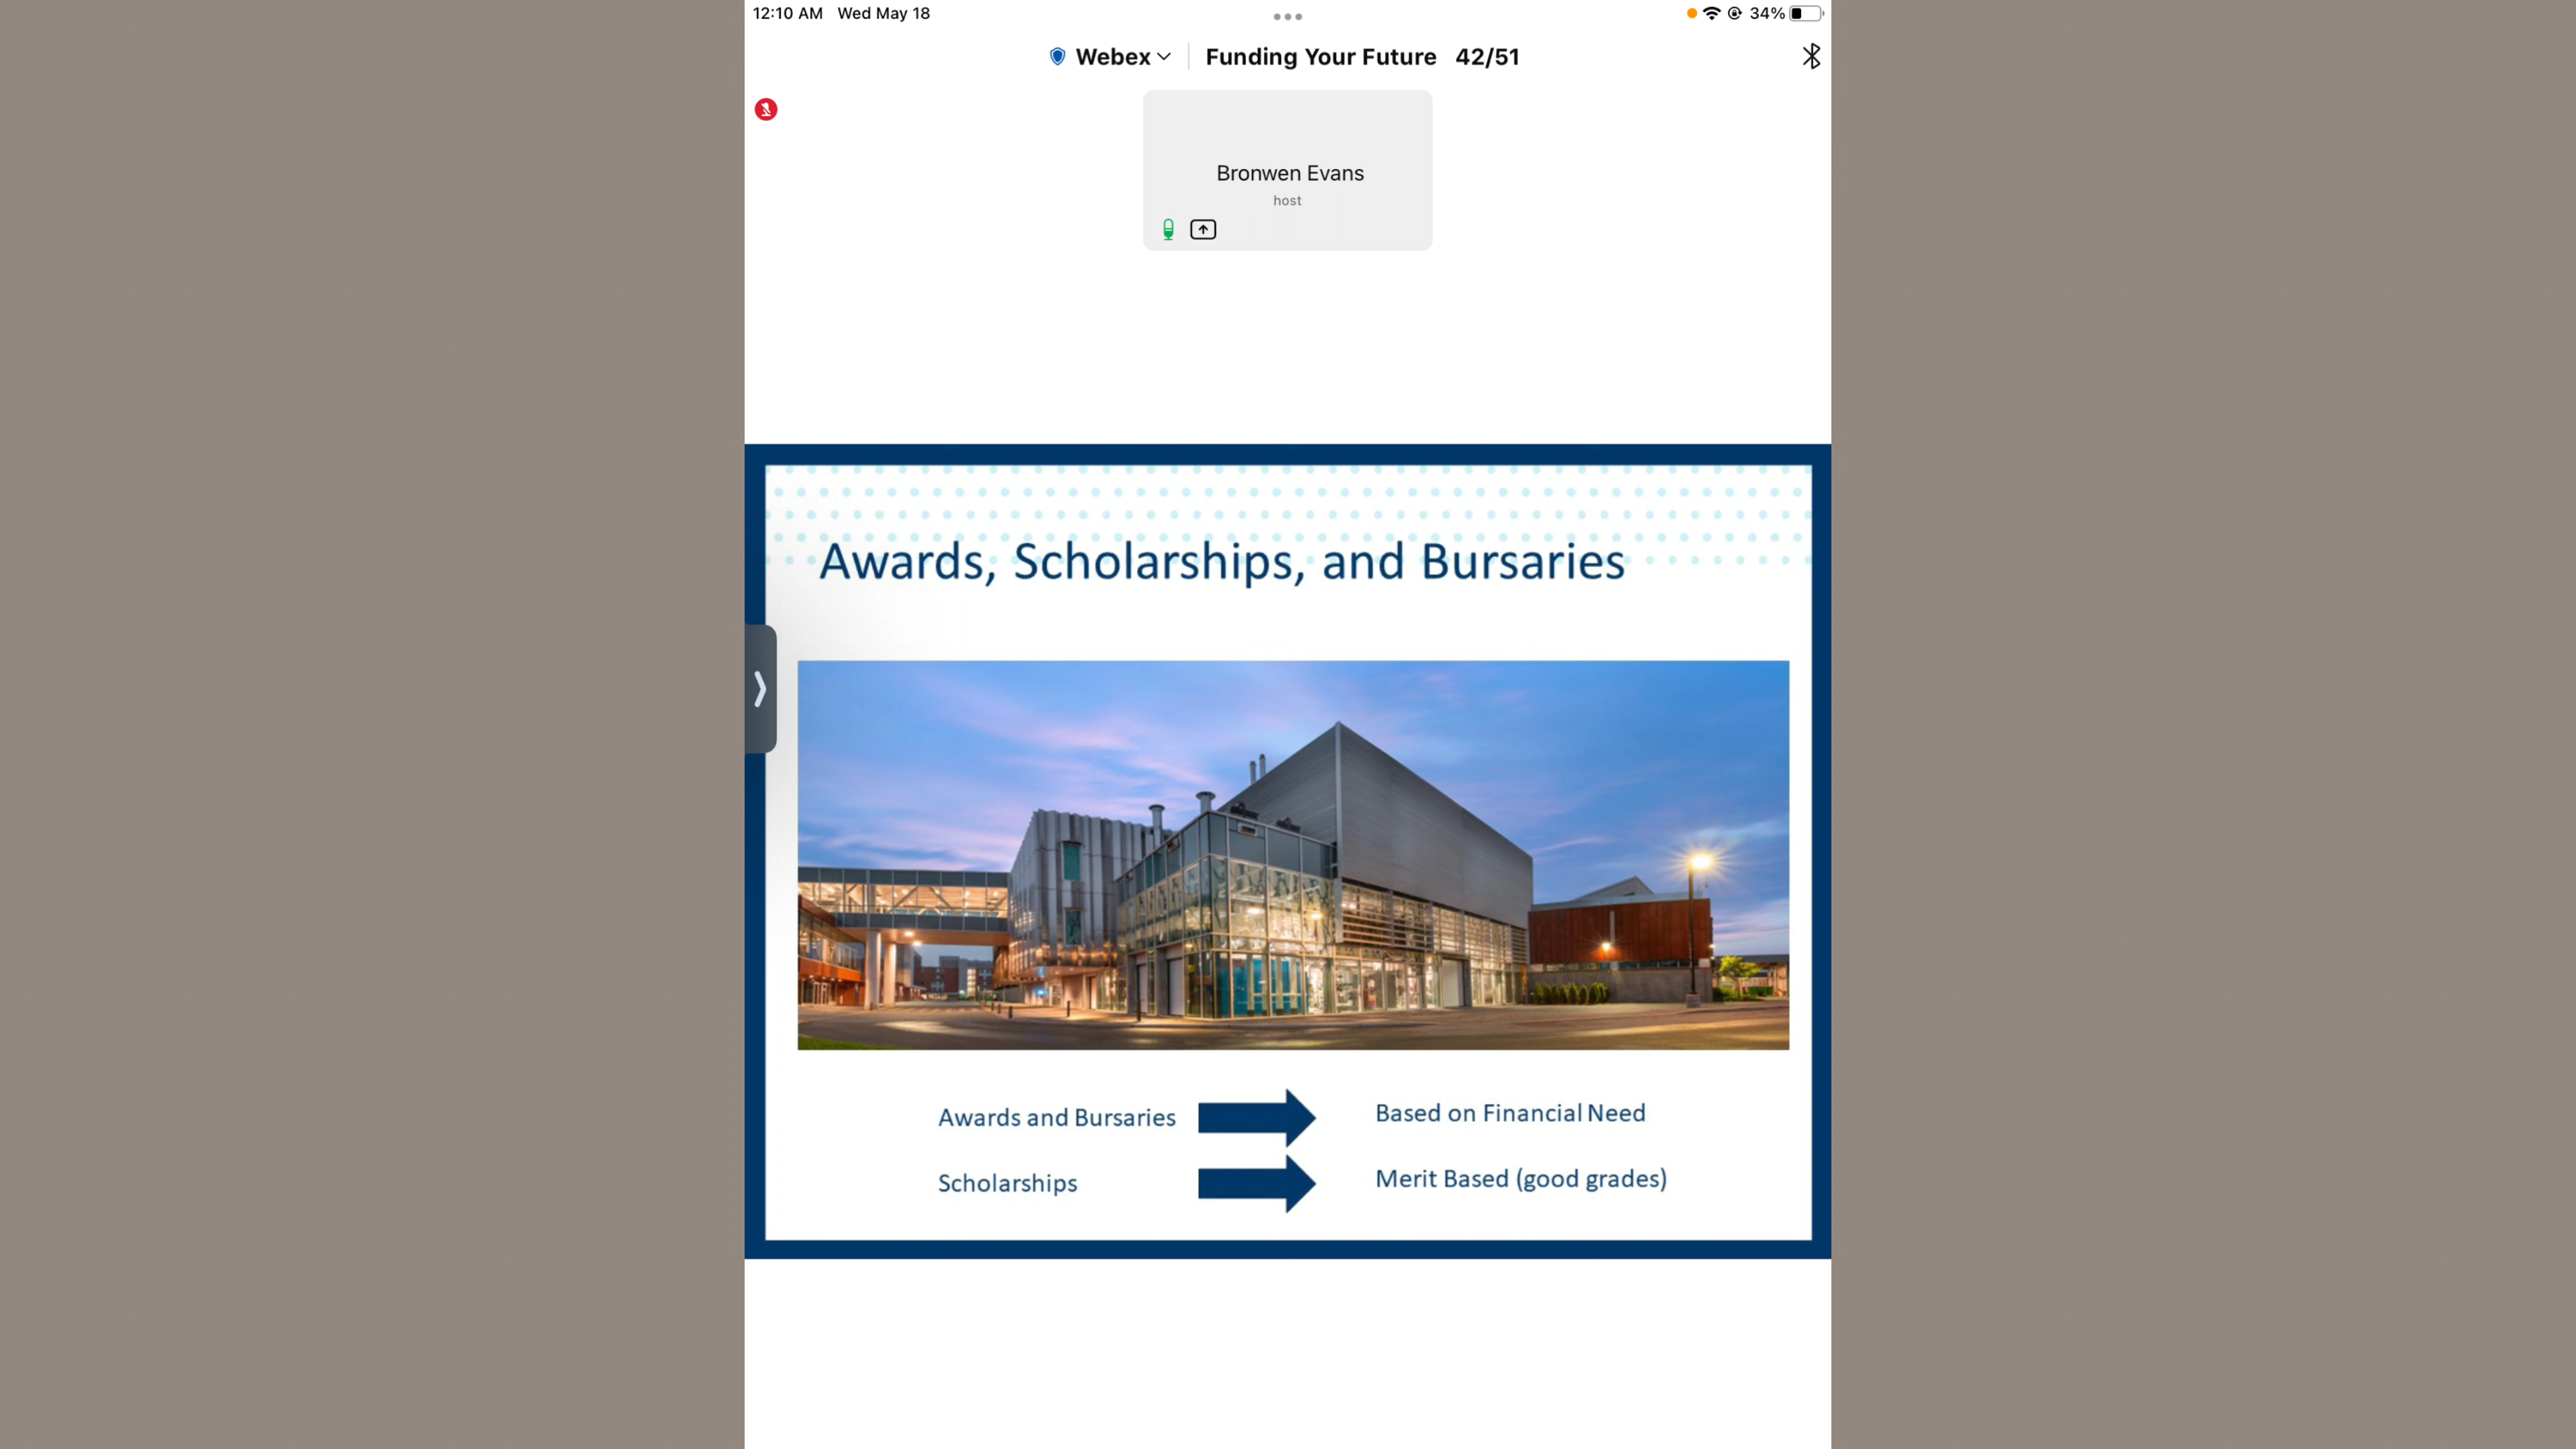 12:10 AM Wed May 18
34%
Webex Funding Your Future 42/51
Bronwen Evans
host
Awards, Scholarships, and Bursaries
Awards and Bursaries Based on Financial Need
Scholarships Merit Based (good grades)